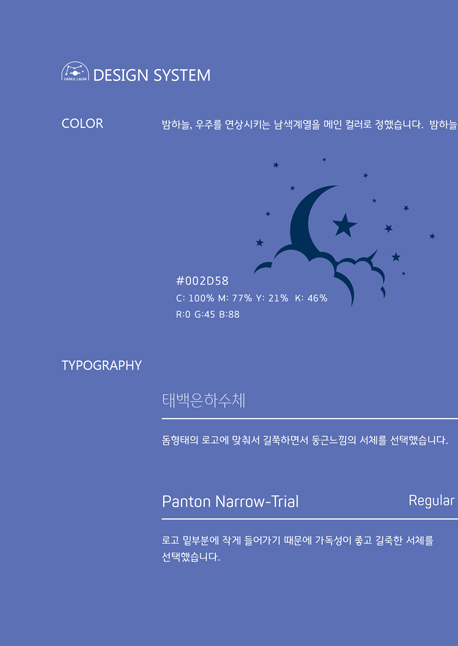 DESIGN SYSTEM
COLOR
밤하늘, 우주를 연상시키는 남색계열을 메인 컬러로 정했습니다. 밤하늘
#002D58
C: 100% M: 77% Y: 21% K: 46%
R:0 G:45 B:88
TYPOGRAPHY
태백은하수체
돔형태의 로고에 맞춰서 길쭉하면서 둥근느낌의 서체를 선택했습니다.
Panton Narrow-Trial Regular
로고 밑부분에 작게 들어가기 때문에 가독성이 좋고 길죽한 서체를
선택했습니다.